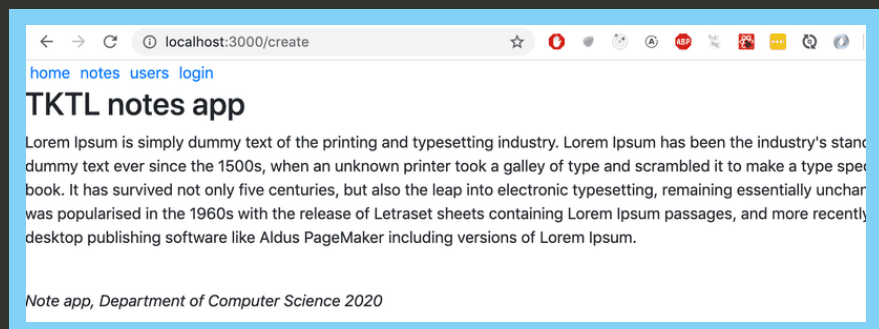 localhost:3000/create
ABP
home notes users login
TKTL notes app
Lorem Ipsum is simply dummy text of the printing and typesetting industry. Lorem Ipsum has been the industry's
dummy text ever since the 1500s, when an unknown printer took a galley of type and scrambled it to make a type
book. It has survived not only five centuries, but also the leap into electronic typesetting, remaining essentially
was popularised in the 1960s with the release of Letraset sheets containing Lorem Ipsum passages, and more recently
desktop publishing software like Aldus PageMaker including versions of Lorem Ipsum.
Note app, Department of Computer Science 2020